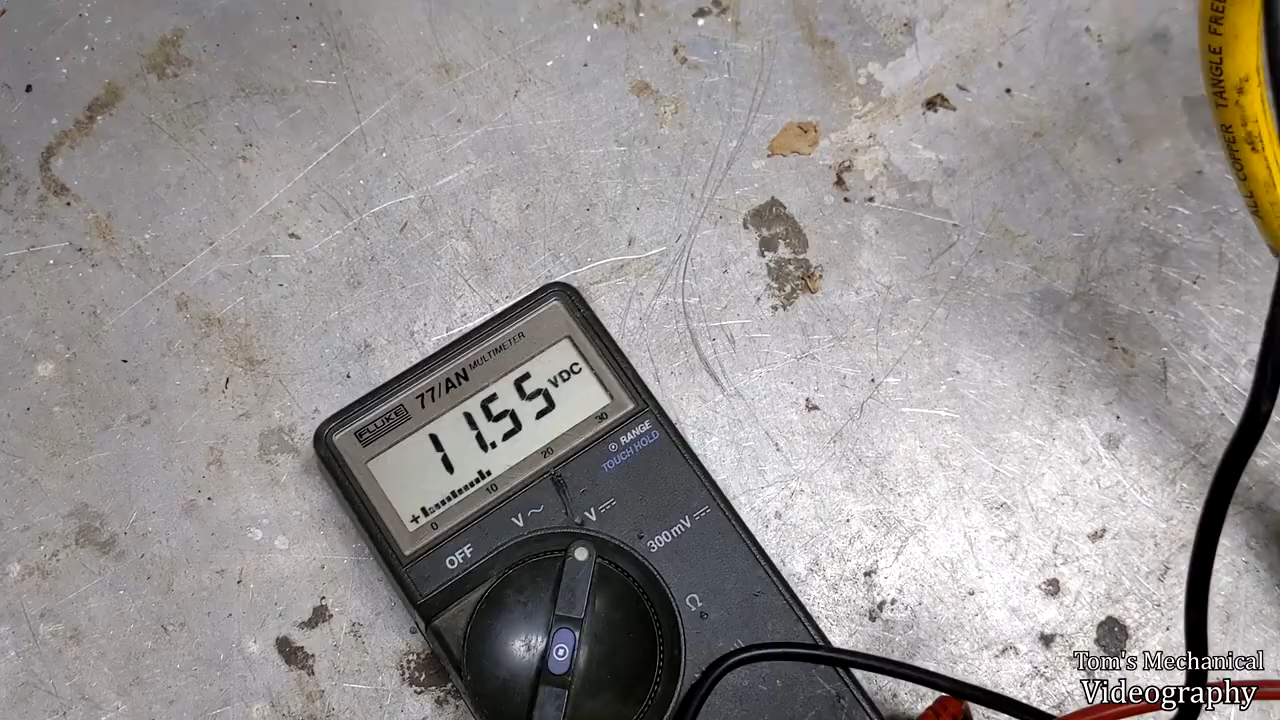 ALL COPPER TANGLE FREE
FLUKE 77/AN MULTIMETER
11.55 VDC
+
0 10 20 30
RANGE
TOUCH HOLD
OFF
V
V
300mV
Ω
Tom's Mechanical
Videography